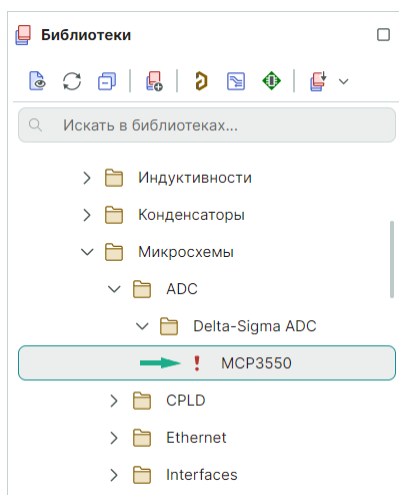 Библиотеки
Искать в библиотеках...
Индуктивности
Конденсаторы
Микросхемы
ADC
Delta-Sigma ADC
! MCP3550
CPLD
Ethernet
Interfaces